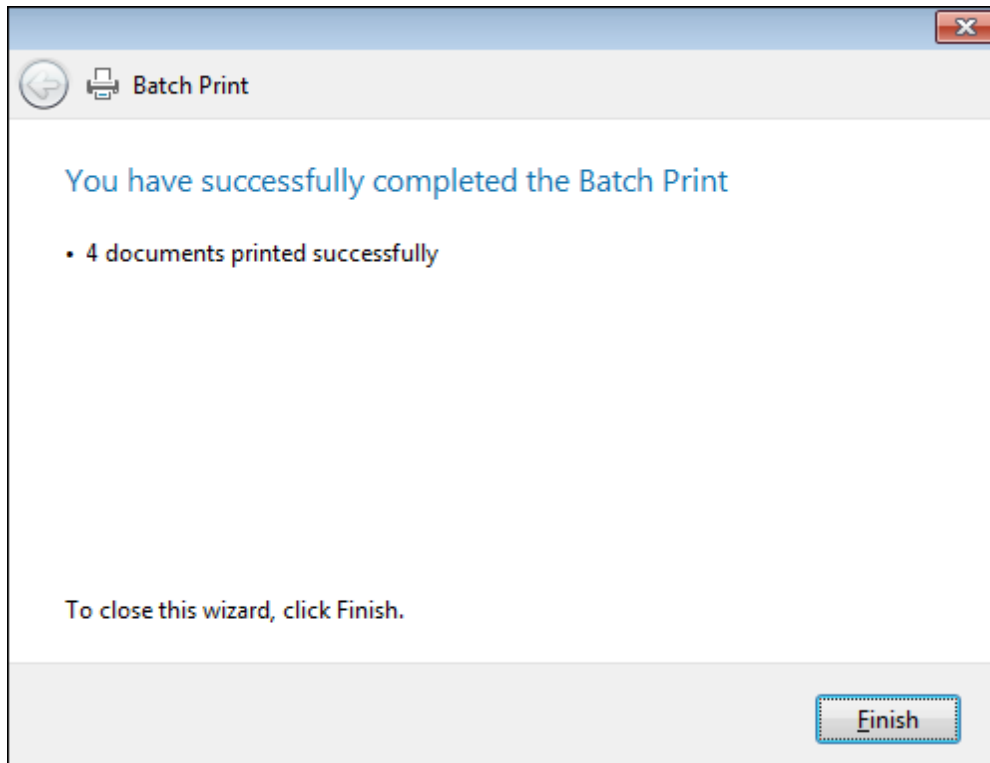 Batch Print
You have successfully completed the Batch Print
• 4 documents printed successfully
To close this wizard, click Finish.
Finish